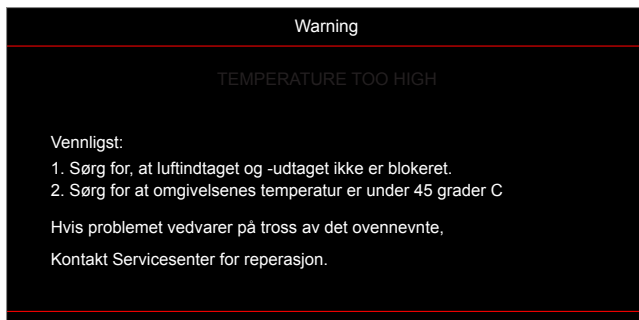 Warning
TEMPERATURE TOO HIGH
Vennligst:
1. Sørg for, at luftindtaget og -udtaget ikke er blokeret.
2. Sørg for at omgivelsenes temperatur er under 45 grader C
Hvis problemet vedvarer på tross av det ovennevnte,
Kontakt Servicesenter for reperasjon.